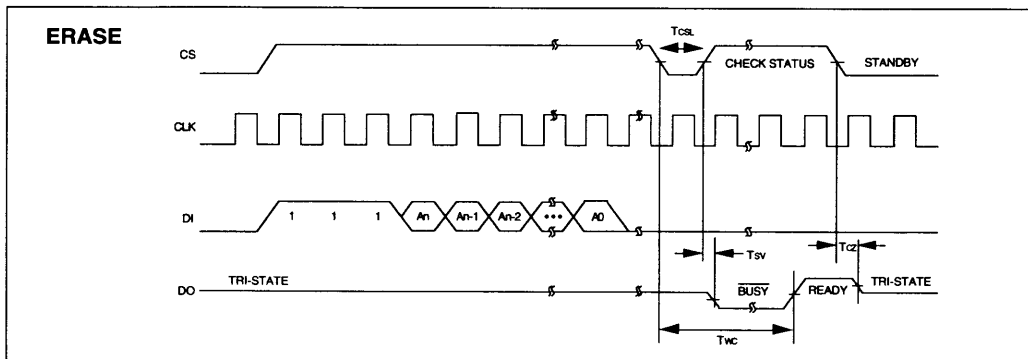 ERASE
TCSL
CS
CHECK STATUS
STANDBY
CLK
DI
1 1 1 An An-1 An-2 ••• A0
TSV
TCZ
DO
TRI-STATE
BUSY
READY
TRI-STATE
TWC